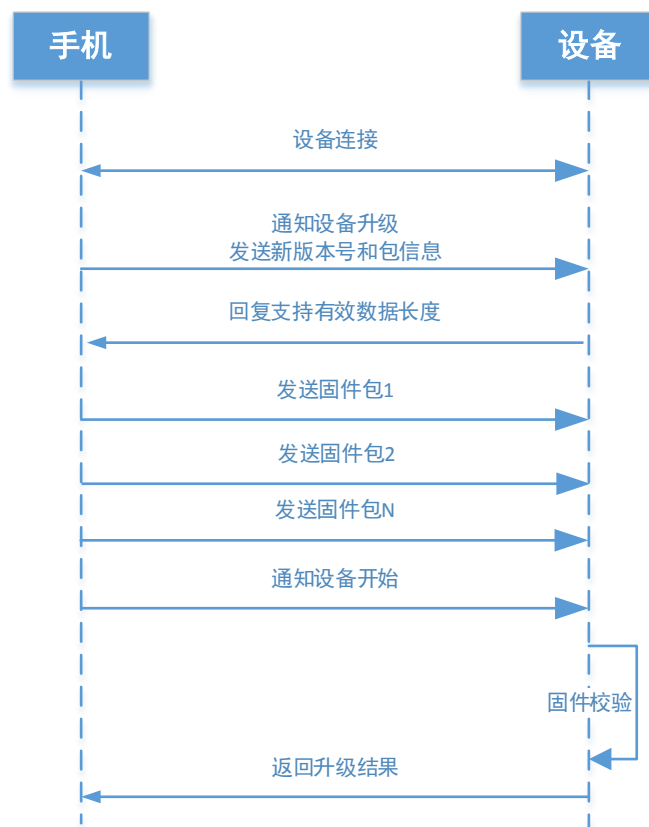 手机
设备
设备连接
通知设备升级
发送新版本号和包信息
回复支持有效数据长度
发送固件包1
发送固件包2
发送固件包N
通知设备开始
固件校验
返回升级结果